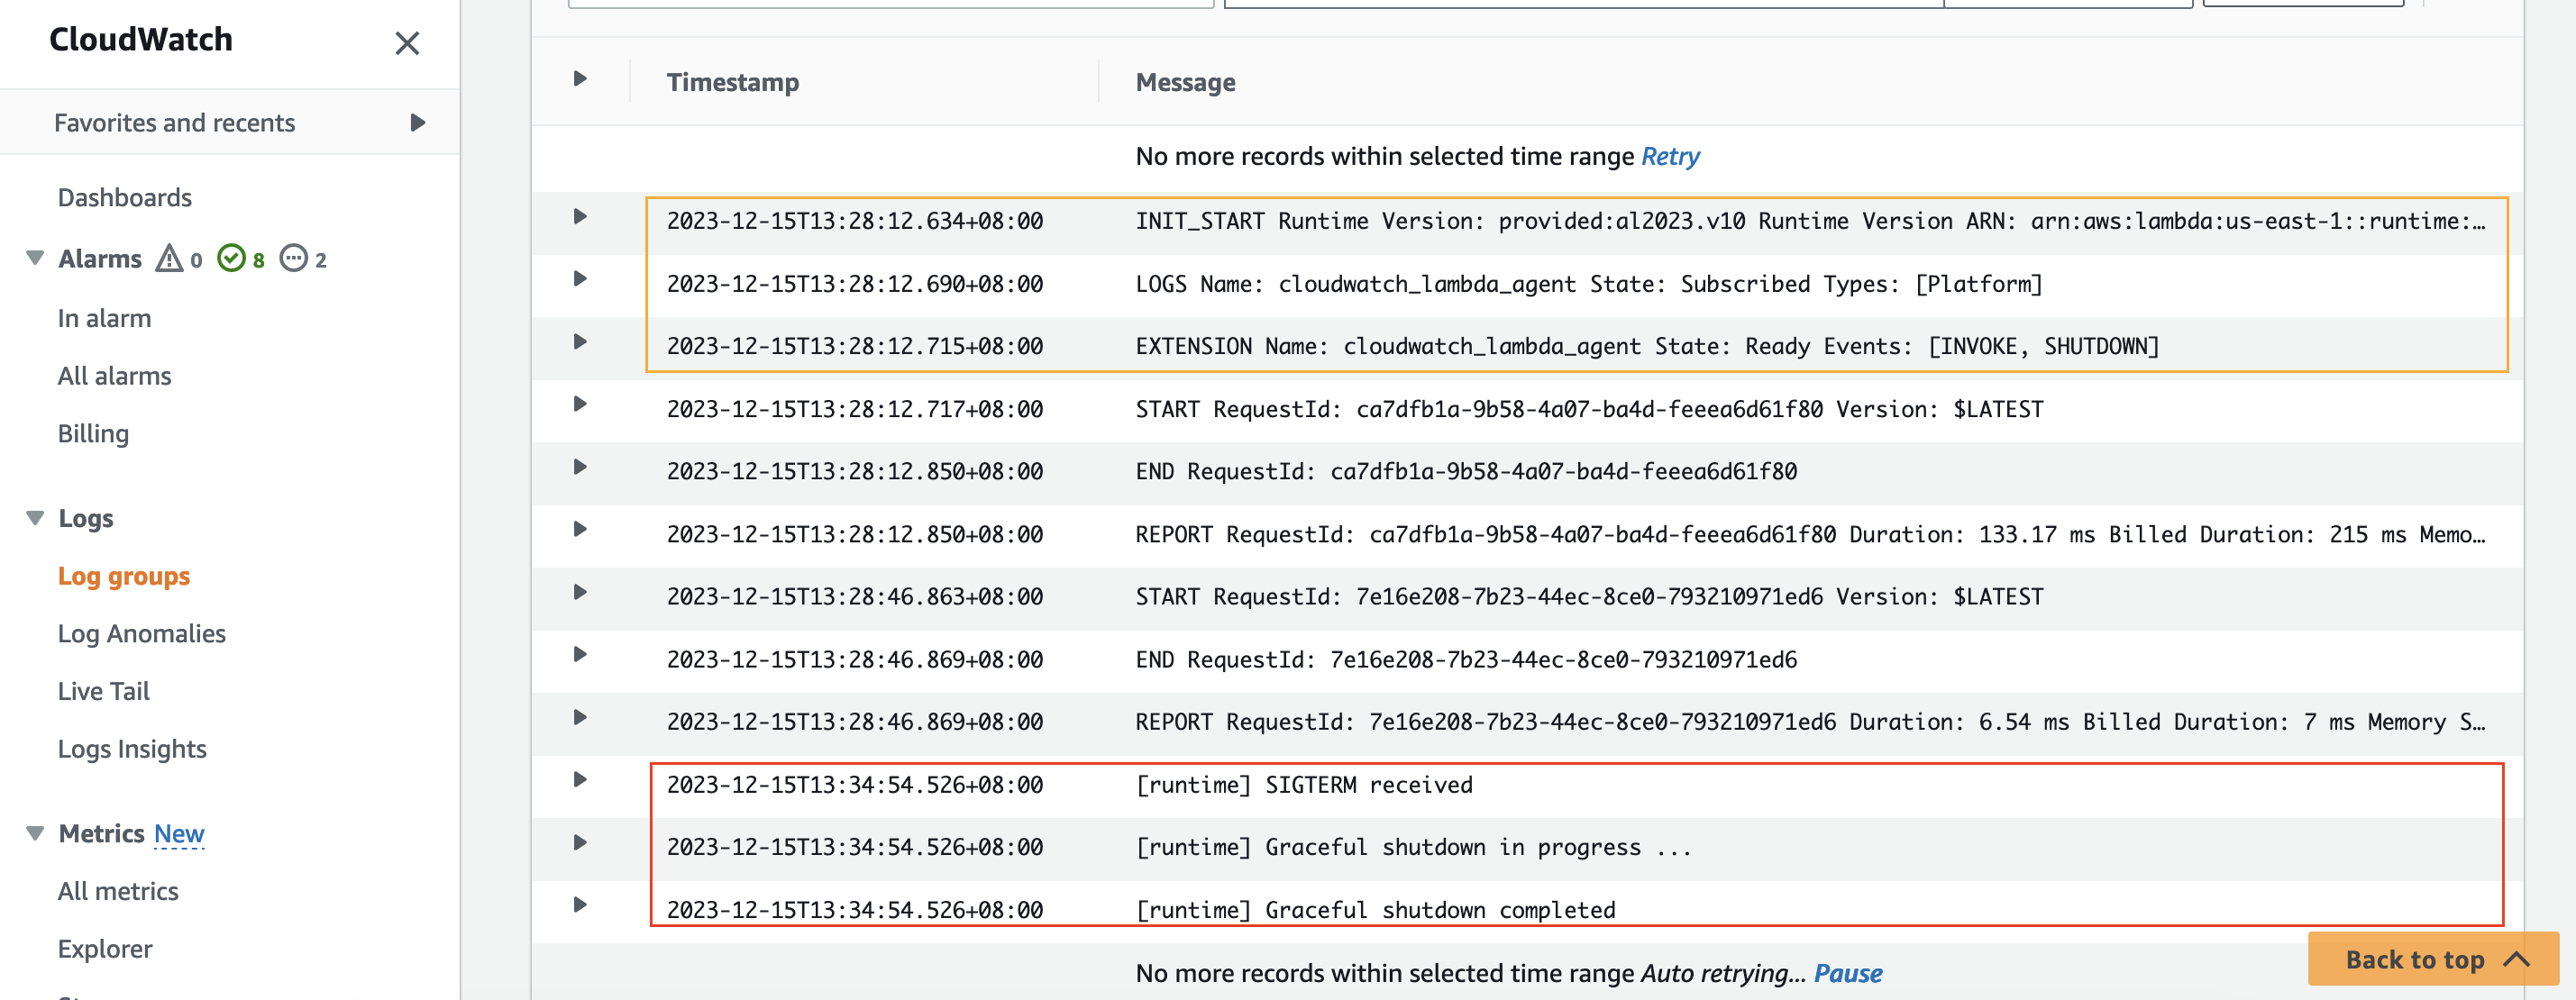 CloudWatch
Favorites and recents
Dashboards
Alarms 0 8 2
In alarm
All alarms
Billing
Logs
Log groups
Log Anomalies
Live Tail
Logs Insights
Metrics New
All metrics
Explorer
Timestamp Message
No more records within selected time range Retry
2023-12-15T13:28:12.634+08:00 INIT_START Runtime Version: provided:al2023.v10 Runtime Version ARN: arn:aws:lambda:us-east-1::runtime:…
2023-12-15T13:28:12.690+08:00 LOGS Name: cloudwatch_lambda_agent State: Subscribed Types: [Platform]
2023-12-15T13:28:12.715+08:00 EXTENSION Name: cloudwatch_lambda_agent State: Ready Events: [INVOKE, SHUTDOWN]
2023-12-15T13:28:12.717+08:00 START RequestId: ca7dfb1a-9b58-4a07-ba4d-feeea6d61f80 Version: $LATEST
2023-12-15T13:28:12.850+08:00 END RequestId: ca7dfb1a-9b58-4a07-ba4d-feeea6d61f80
2023-12-15T13:28:12.850+08:00 REPORT RequestId: ca7dfb1a-9b58-4a07-ba4d-feeea6d61f80 Duration: 133.17 ms Billed Duration: 215 ms Memo…
2023-12-15T13:28:46.863+08:00 START RequestId: 7e16e208-7b23-44ec-8ce0-793210971ed6 Version: $LATEST
2023-12-15T13:28:46.869+08:00 END RequestId: 7e16e208-7b23-44ec-8ce0-793210971ed6
2023-12-15T13:28:46.869+08:00 REPORT RequestId: 7e16e208-7b23-44ec-8ce0-793210971ed6 Duration: 6.54 ms Billed Duration: 7 ms Memory S…
2023-12-15T13:34:54.526+08:00 [runtime] SIGTERM received
2023-12-15T13:34:54.526+08:00 [runtime] Graceful shutdown in progress ...
2023-12-15T13:34:54.526+08:00 [runtime] Graceful shutdown completed
No more records within selected time range Auto retrying... Pause
Back to top